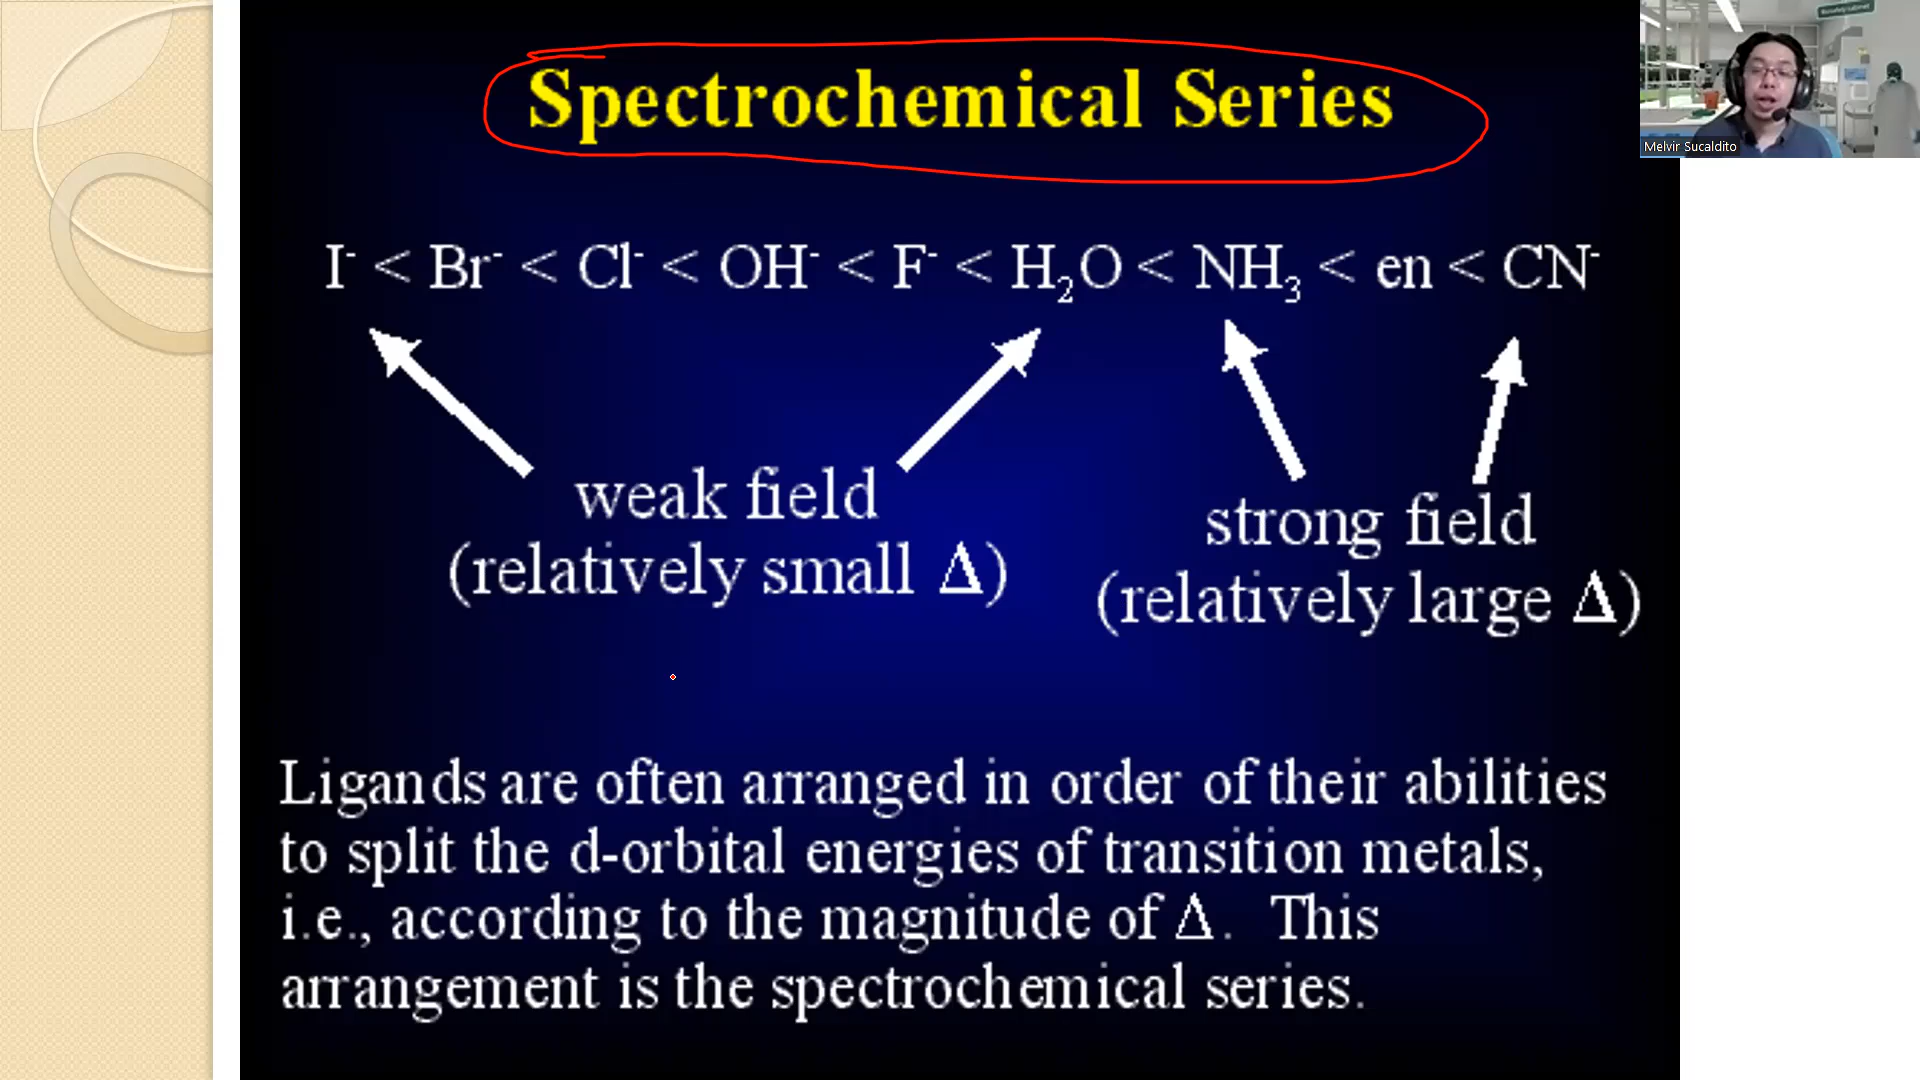 Spectrochemical Series
Melvir Sucaldito
I⁻ < Br⁻ < Cl⁻ < OH⁻ < F⁻ < H₂O < NH₃ < en < CN⁻
weak field
(relatively small Δ)
strong field
(relatively large Δ)
Ligands are often arranged in order of their abilities
to split the d-orbital energies of transition metals,
i.e., according to the magnitude of Δ. This
arrangement is the spectrochemical series.